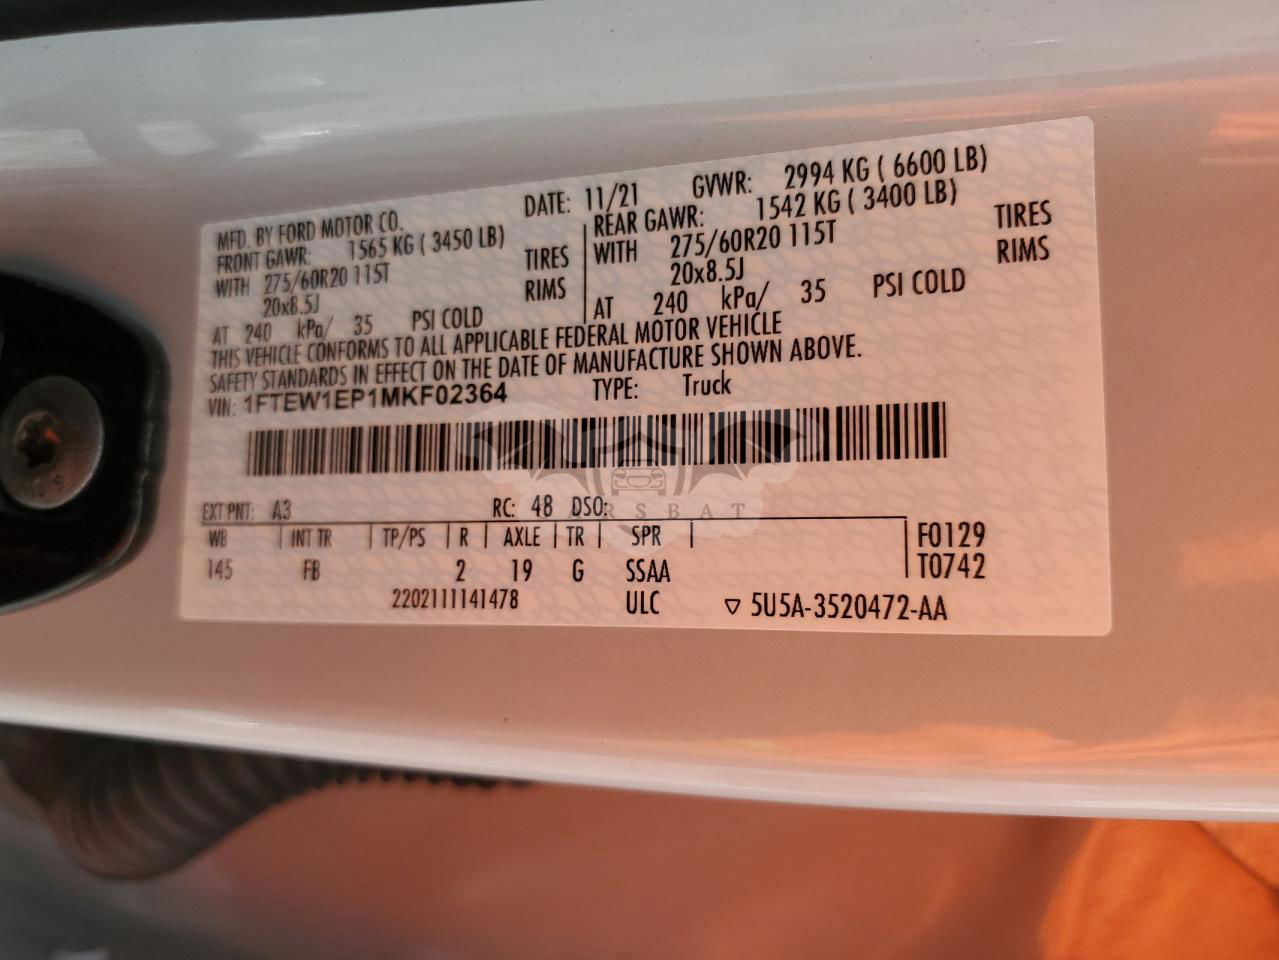 MFD. BY FORD MOTOR CO. DATE: 11/21 GVWR: 2994 KG ( 6600 LB)
FRONT GAWR: 1565 KG ( 3450 LB) REAR GAWR: 1542 KG ( 3400 LB)
WITH 275/60R20 115T TIRES WITH 275/60R20 115T TIRES
20x8.5J RIMS 20x8.5J RIMS
AT 240 kPa/ 35 PSI COLD AT 240 kPa/ 35 PSI COLD
THIS VEHICLE CONFORMS TO ALL APPLICABLE FEDERAL MOTOR VEHICLE
SAFETY STANDARDS IN EFFECT ON THE DATE OF MANUFACTURE SHOWN ABOVE.
VIN: 1FTEW1EP1MKF02364 TYPE: Truck
EXT PNT: A3 RC: 48 DSO:
WB INT TR TP/PS R AXLE TR SPR F0129
145 FB 2 19 G SSAA T0742
2202111141478 ULC ▽ 5U5A-3520472-AA